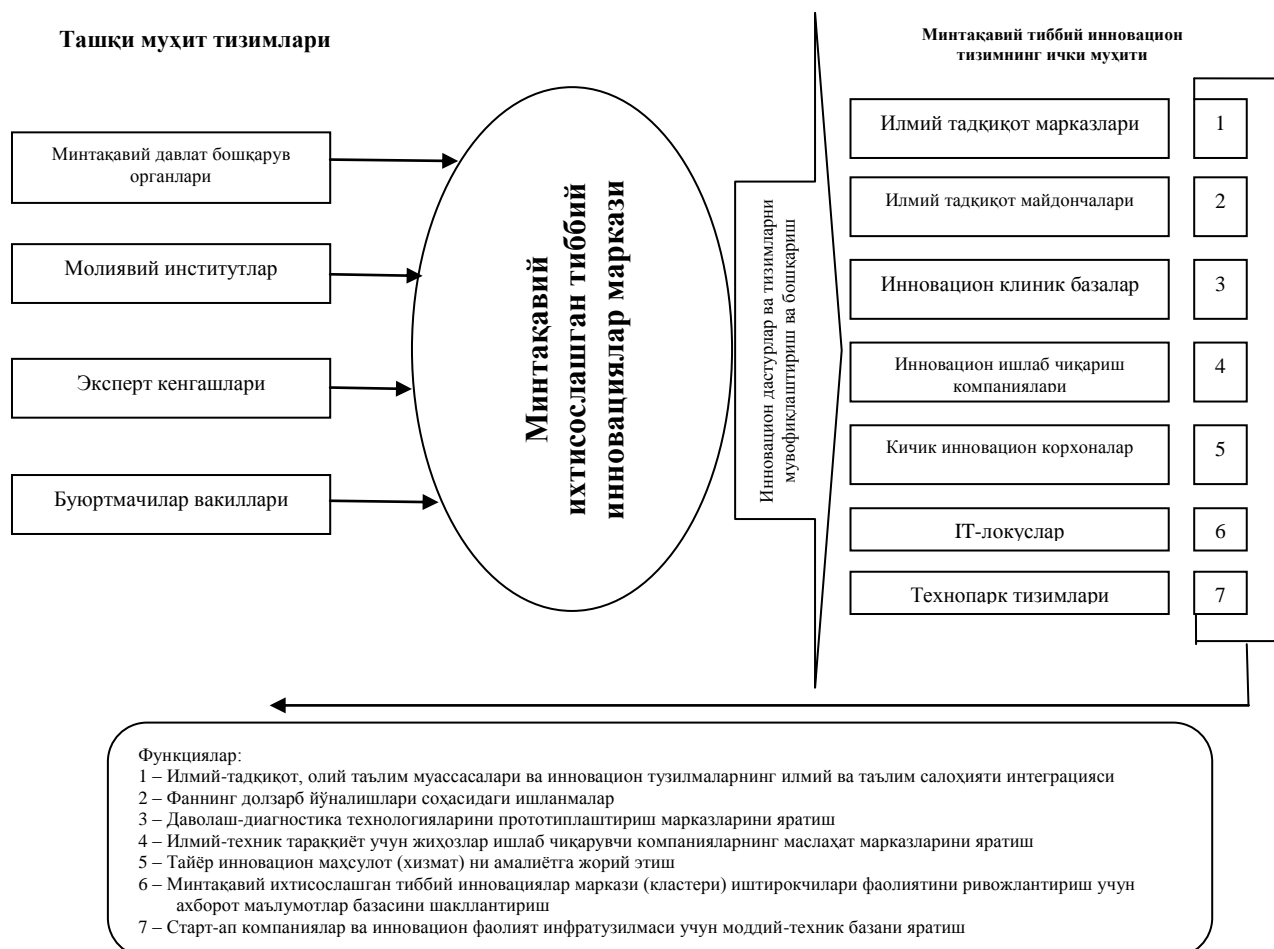 Ташқи муҳит тизимлари
Минтақавий давлат бошқарув
органлари
Молиявий институтлар
Эксперт кенгашлари
Буюртмачилар вакиллари
Минтақавий
ихтисослашган тиббий
инновациялар маркази
Инновацион дастурлар ва тизимларни
мувофиқлаштириш ва бошқариш
Минтақавий тиббий инновацион
тизимнинг ички муҳити
Илмий тадқиқот марказлари
1
Илмий тадқиқот майдончалари
2
Инновацион клиник базалар
3
Инновацион ишлаб чиқариш
компаниялари
4
Кичик инновацион корхоналар
5
IT-локуслар
6
Технопарк тизимлари
7
Функциялар:
1 – Илмий-тадқиқот, олий таълим муассасалари ва инновацион тузилмаларнинг илмий ва таълим салоҳияти интеграцияси
2 – Фаннинг долзарб йўналишлари соҳасидаги ишланмалар
3 – Даволаш-диагностика технологияларини прототиплаштириш марказларини яратиш
4 – Илмий-техник тараққиёт учун жиҳозлар ишлаб чиқарувчи компанияларнинг маслаҳат марказларини яратиш
5 – Тайёр инновацион маҳсулот (хизмат) ни амалиётга жорий этиш
6 – Минтақавий ихтисослашган тиббий инновациялар маркази (кластери) иштирокчилари фаолиятини ривожлантириш учун
ахборот маълумотлар базасини шакллантириш
7 – Старт-ап компаниялар ва инновацион фаолият инфратузилмаси учун моддий-техник базани яратиш